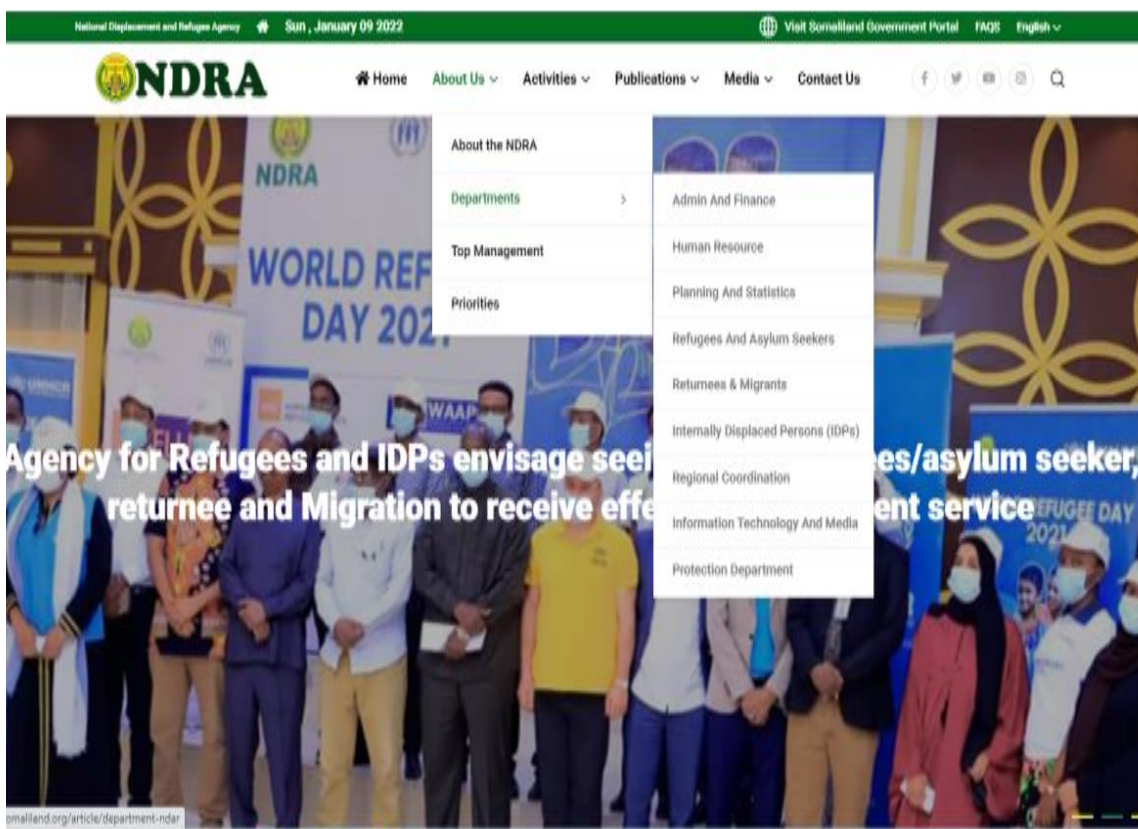 National Displacement and Refugee Agency
Sun , January 09 2022
Visit Somaliland Government Portal
FAQS
English
NDRA
Home
About Us
Activities
Publications
Media
Contact Us
About the NDRA
Departments
Top Management
Priorities
Admin And Finance
Human Resource
Planning And Statistics
Refugees And Asylum Seekers
Returnees & Migrants
Internally Displaced Persons (IDPs)
Regional Coordination
Information Technology And Media
Protection Department
NDRA
WORLD REF
DAY 202
UNHCR
WAAP
Agency for Refugees and IDPs envisage seei es/asylum seeker,
returnee and Migration to receive effe ent service
REFUGEE DAY
2021
omaliland.org/article/department-ndar